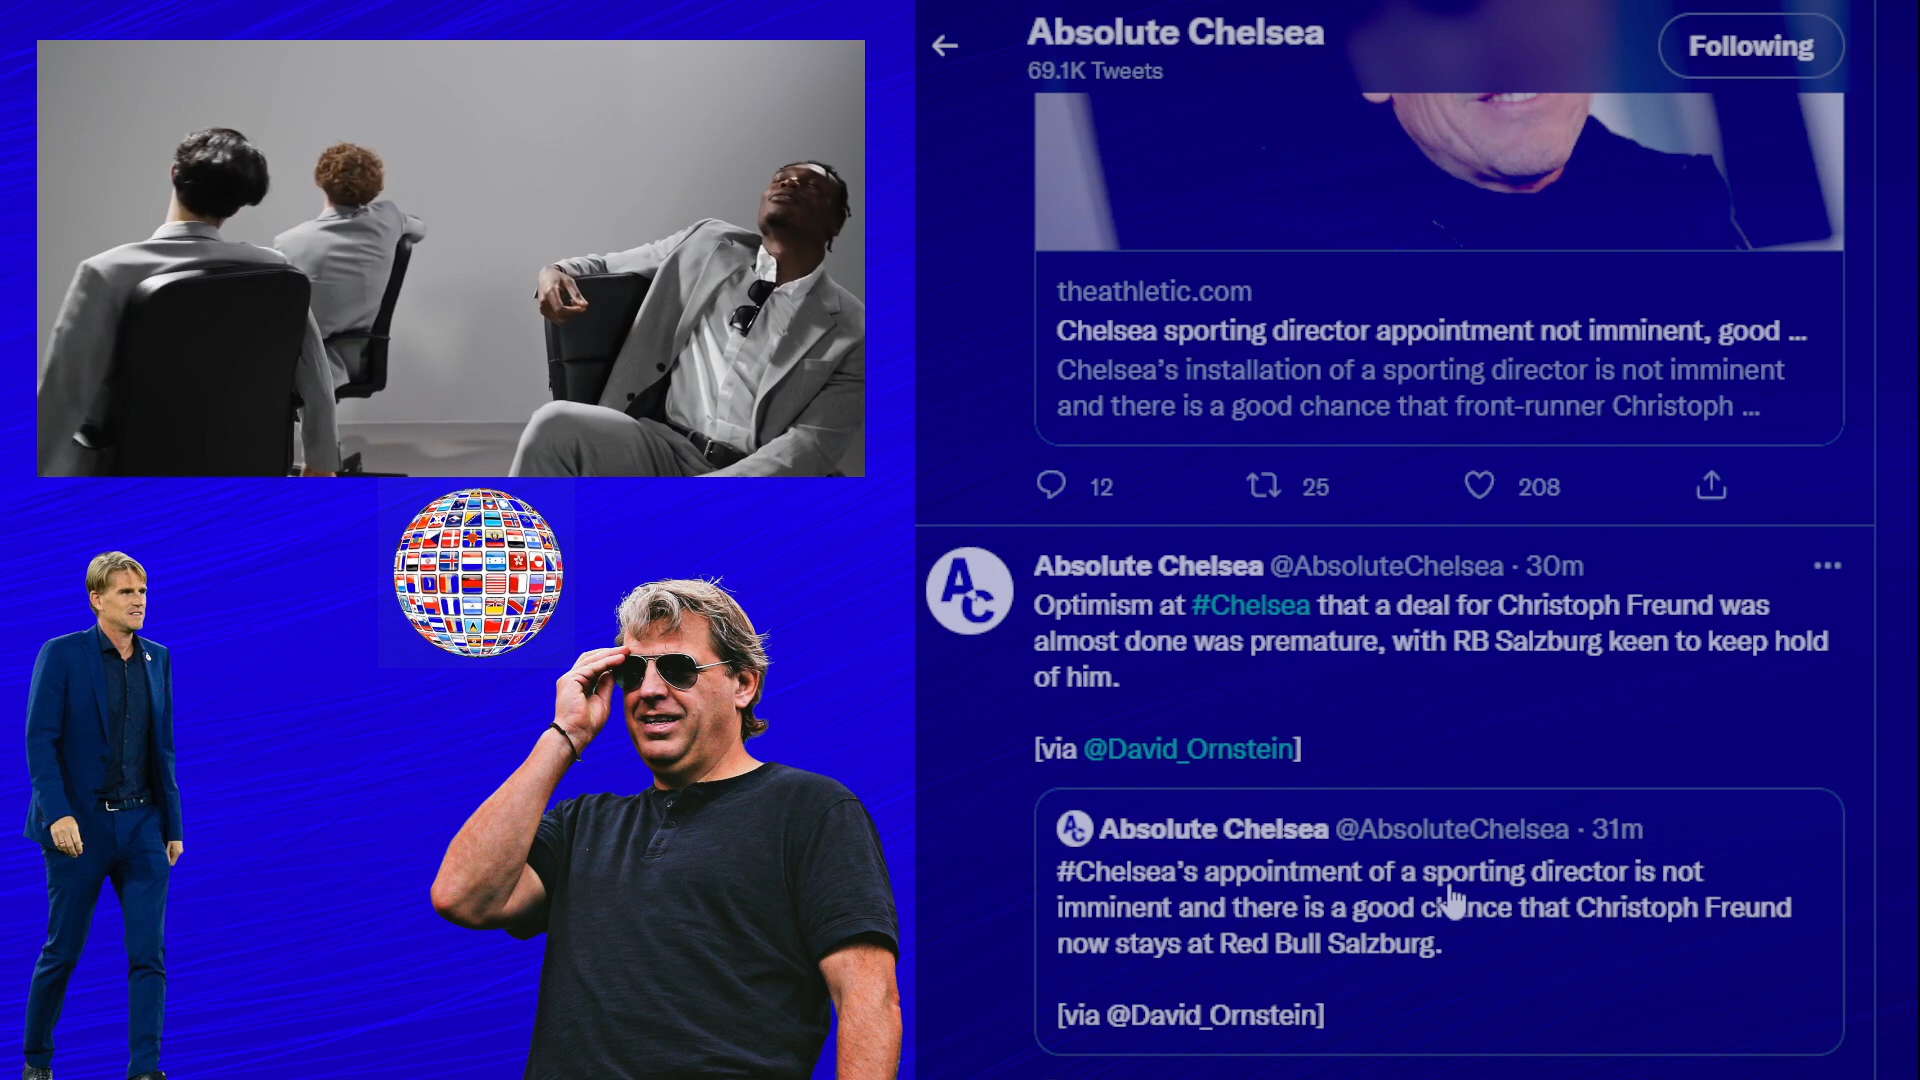 Absolute Chelsea
69.1K Tweets
Following
theathletic.com
Chelsea sporting director appointment not imminent, good ...
Chelsea's installation of a sporting director is not imminent
and there is a good chance that front-runner Christoph ...
12 25 208
AC
Absolute Chelsea @AbsoluteChelsea · 30m
Optimism at #Chelsea that a deal for Christoph Freund was
almost done was premature, with RB Salzburg keen to keep hold
of him.
[via @David_Ornstein]
AC Absolute Chelsea @AbsoluteChelsea · 31m
#Chelsea's appointment of a sporting director is not
imminent and there is a good chance that Christoph Freund
now stays at Red Bull Salzburg.
[via @David_Ornstein]